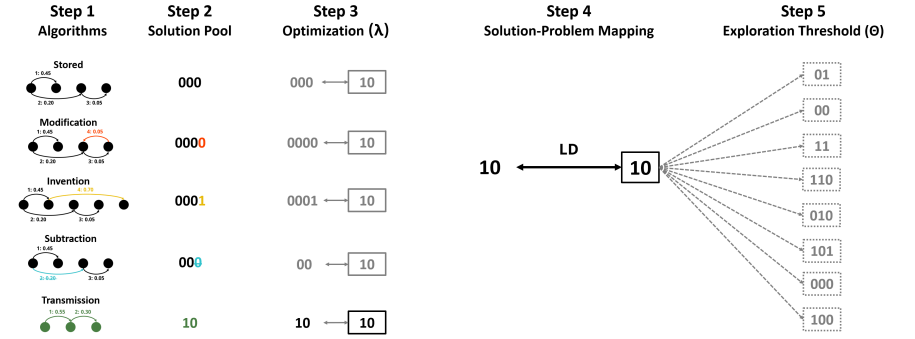 Step 1
Algorithms
Step 2
Solution Pool
Step 3
Optimization (λ)
Step 4
Solution-Problem Mapping
Step 5
Exploration Threshold (Θ)
Stored
1: 0.45
2: 0.20
3: 0.05
000
000
10
Modification
1: 0.45
4: 0.05
2: 0.20
3: 0.05
0000
0000
10
Invention
1: 0.45
4: 0.70
2: 0.20
3: 0.05
0001
0001
10
Subtraction
1: 0.45
2: 0.20
3: 0.05
000
00
10
Transmission
1: 0.55
2: 0.30
10
10
10
10
LD
10
01
00
11
110
010
101
000
100